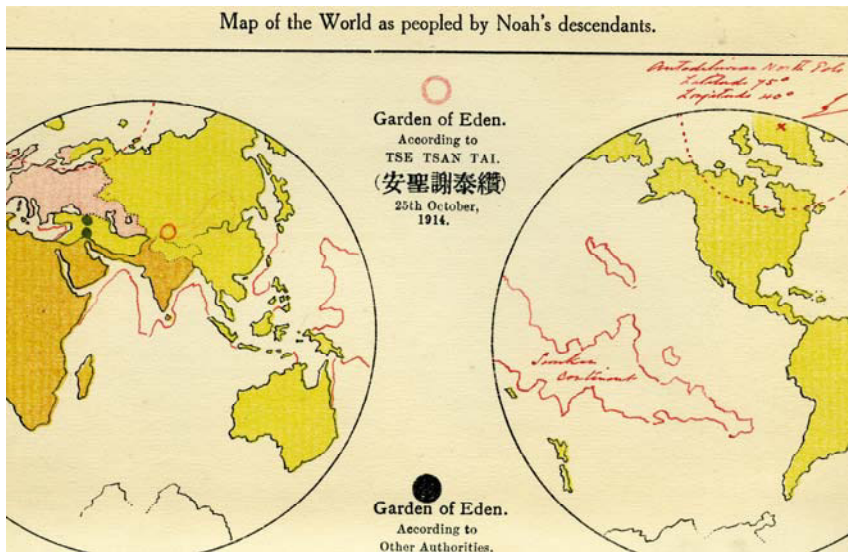 Map of the World as peopled by Noah's descendants.
Antediluvian North Pole
Latitude 75°
Longitude 40°
Garden of Eden.
According to
TSE TSAN TAI.
(安聖謝泰纘)
25th October,
1914.
Sunken
Continent
Garden of Eden.
According to
Other Authorities.